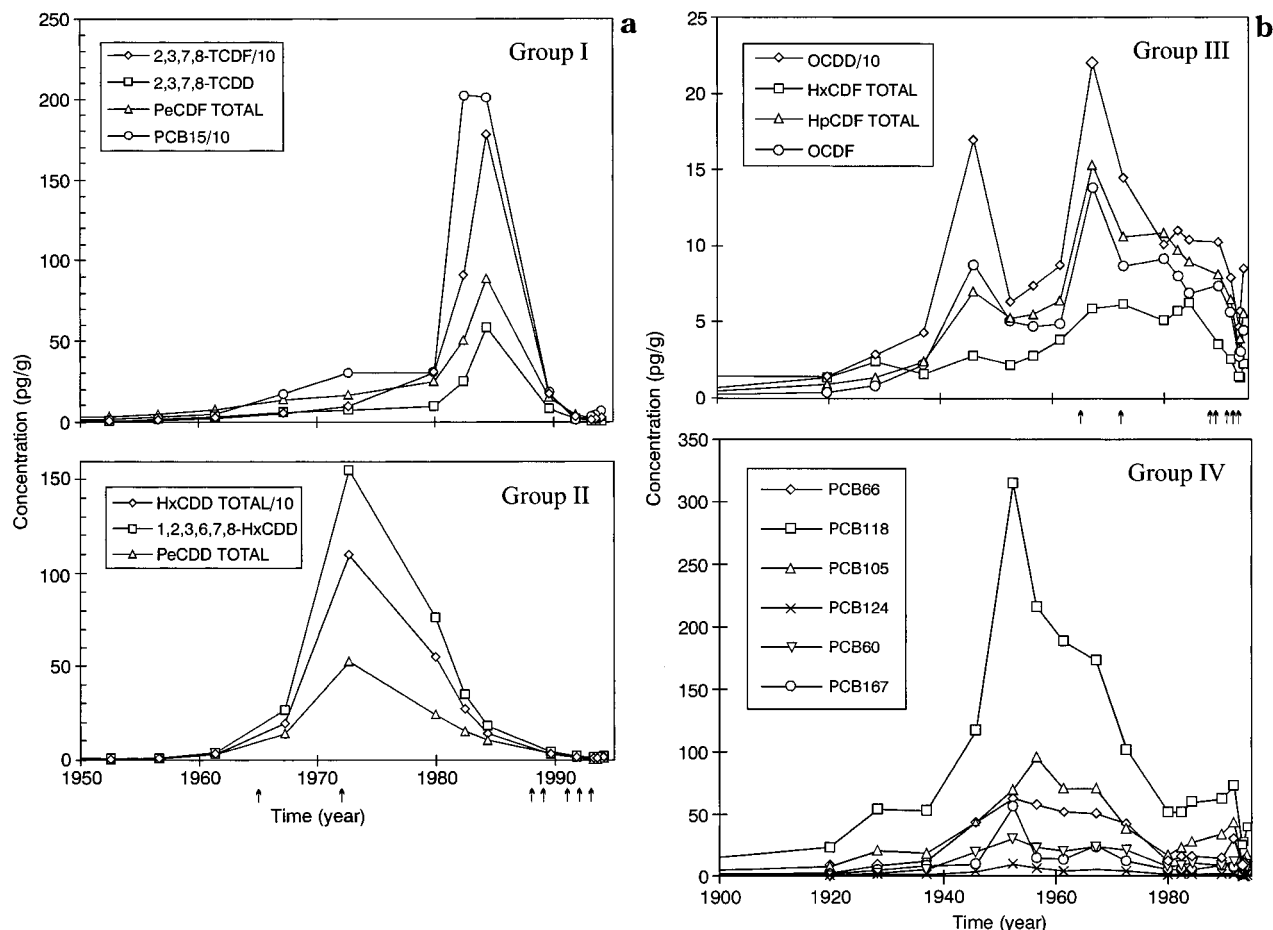 a
Group I
2,3,7,8-TCDF/10
2,3,7,8-TCDD
PeCDF TOTAL
PCB15/10
250
200
150
100
50
0
Concentration (pg/g)
Group II
HxCDD TOTAL/10
1,2,3,6,7,8-HxCDD
PeCDD TOTAL
150
100
50
0
1950 1960 1970 1980 1990
Time (year)
b
Group III
OCDD/10
HxCDF TOTAL
HpCDF TOTAL
OCDF
25
20
15
10
5
0
Concentration (pg/g)
Group IV
PCB66
PCB118
PCB105
PCB124
PCB60
PCB167
350
300
250
200
150
100
50
0
1900 1920 1940 1960 1980
Time (year)